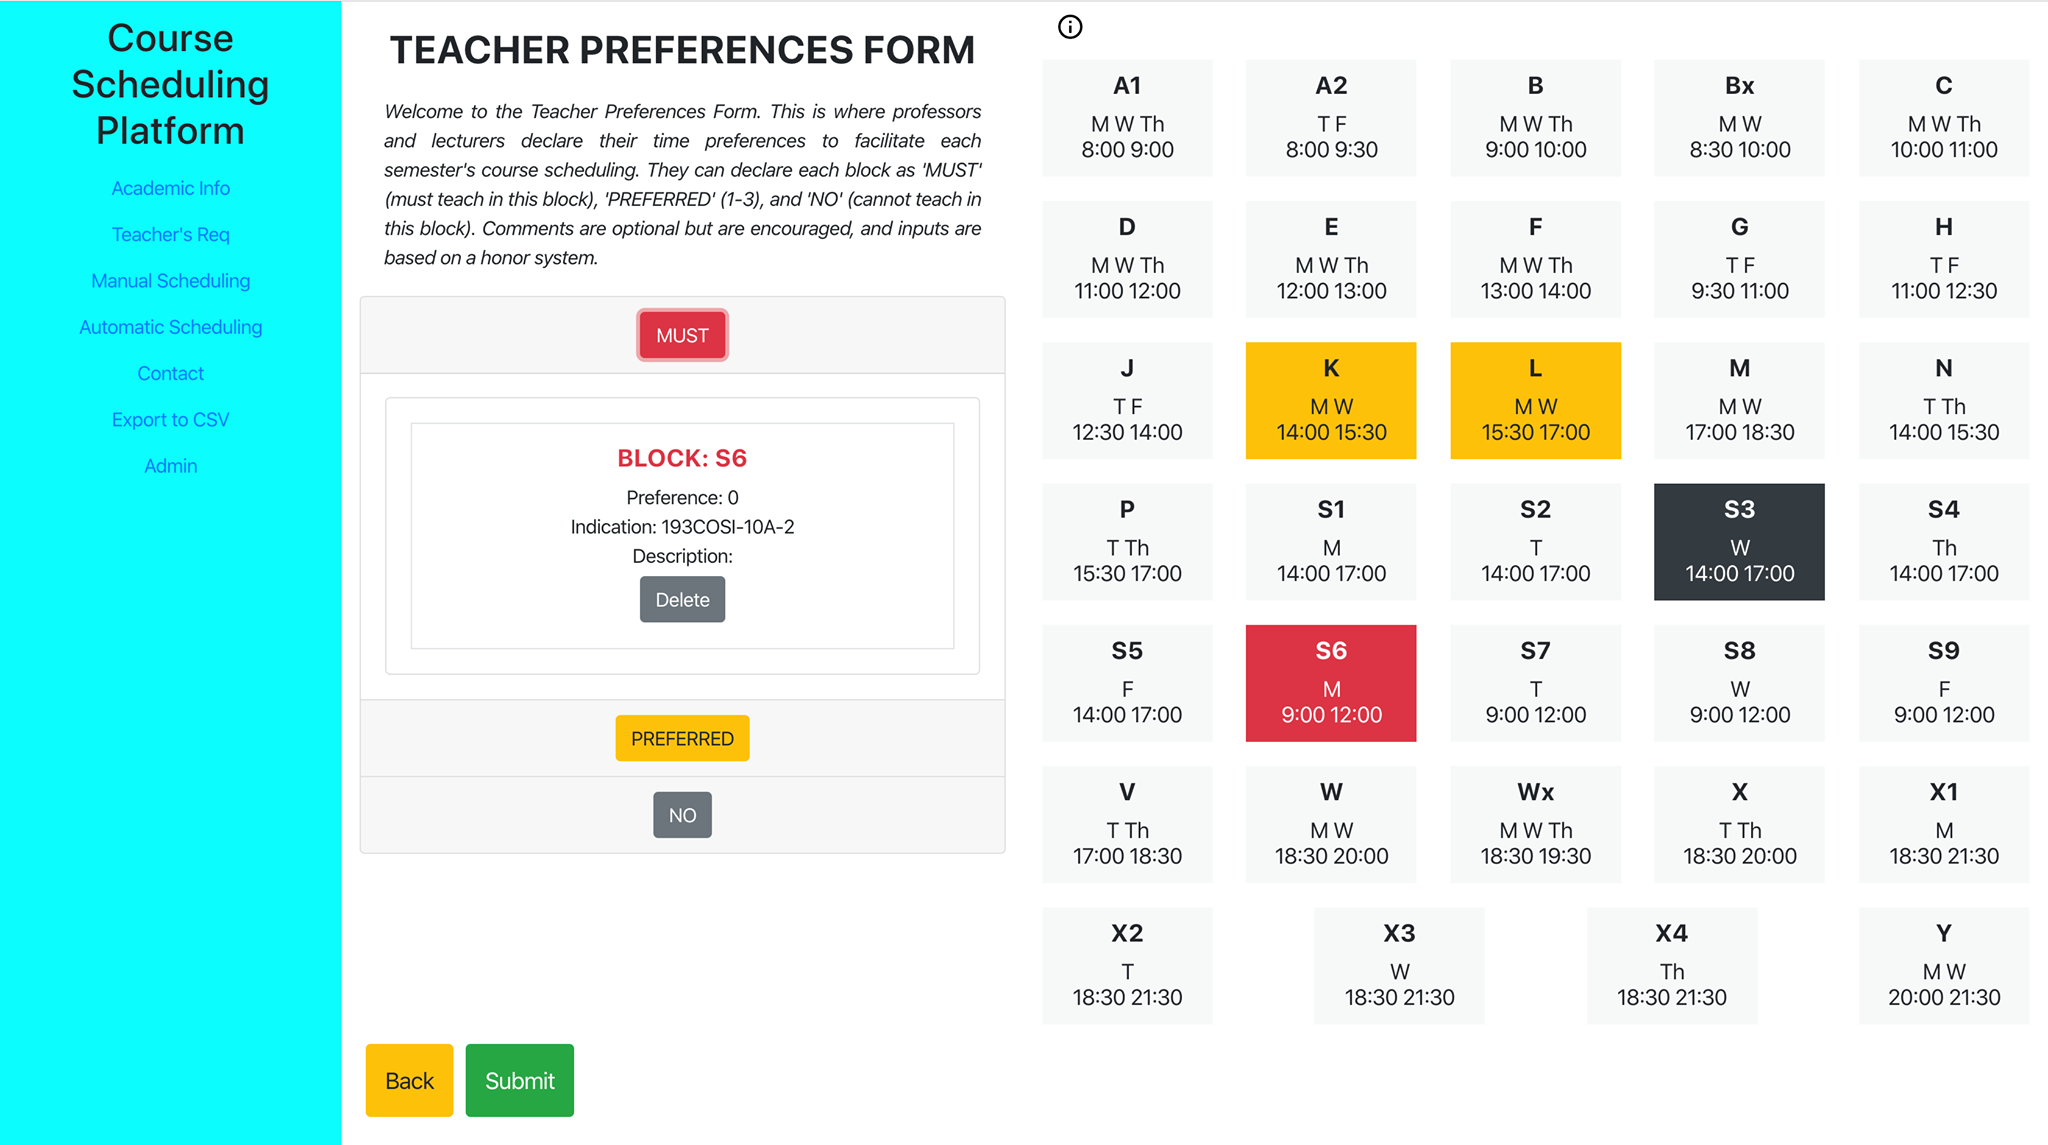 Course
Scheduling
Platform
Academic Info
Teacher's Req
Manual Scheduling
Automatic Scheduling
Contact
Export to CSV
Admin
TEACHER PREFERENCES FORM
Welcome to the Teacher Preferences Form. This is where professors
and lecturers declare their time preferences to facilitate each
semester's course scheduling. They can declare each block as 'MUST'
(must teach in this block), 'PREFERRED' (1-3), and 'NO' (cannot teach in
this block). Comments are optional but are encouraged, and inputs are
based on a honor system.
MUST
BLOCK: S6
Preference: 0
Indication: 193COSI-10A-2
Description:
Delete
PREFERRED
NO
Back
Submit
A1
M W Th
8:00 9:00
A2
T F
8:00 9:30
B
M W Th
9:00 10:00
Bx
M W
8:30 10:00
C
M W Th
10:00 11:00
D
M W Th
11:00 12:00
E
M W Th
12:00 13:00
F
M W Th
13:00 14:00
G
T F
9:30 11:00
H
T F
11:00 12:30
J
T F
12:30 14:00
K
M W
14:00 15:30
L
M W
15:30 17:00
M
M W
17:00 18:30
N
T Th
14:00 15:30
P
T Th
15:30 17:00
S1
M
14:00 17:00
S2
T
14:00 17:00
S3
W
14:00 17:00
S4
Th
14:00 17:00
S5
F
14:00 17:00
S6
M
9:00 12:00
S7
T
9:00 12:00
S8
W
9:00 12:00
S9
F
9:00 12:00
V
T Th
17:00 18:30
W
M W
18:30 20:00
Wx
M W Th
18:30 19:30
X
T Th
18:30 20:00
X1
M
18:30 21:30
X2
T
18:30 21:30
X3
W
18:30 21:30
X4
Th
18:30 21:30
Y
M W
20:00 21:30